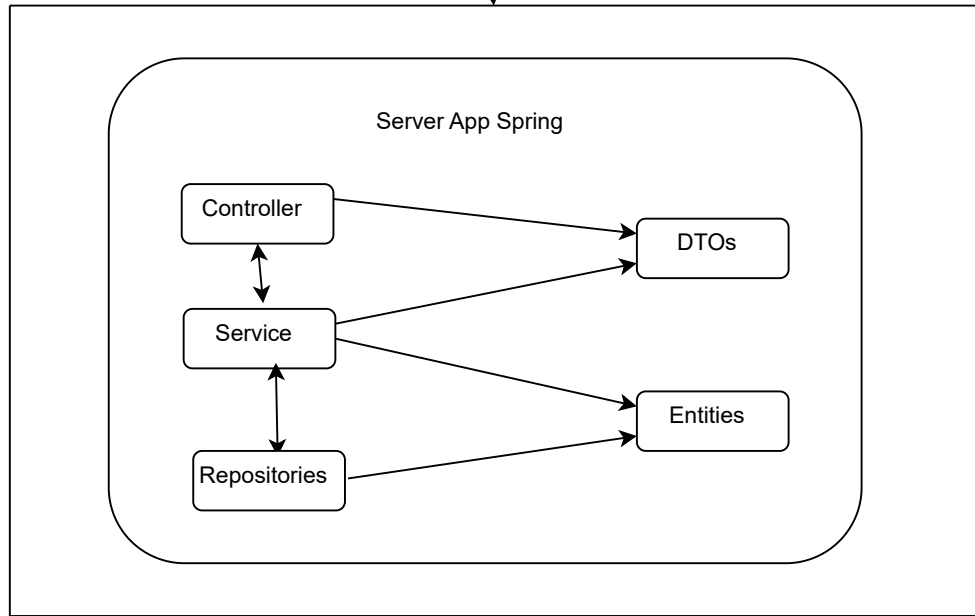 Server App Spring
Controller
DTOs
Service
Entities
Repositories